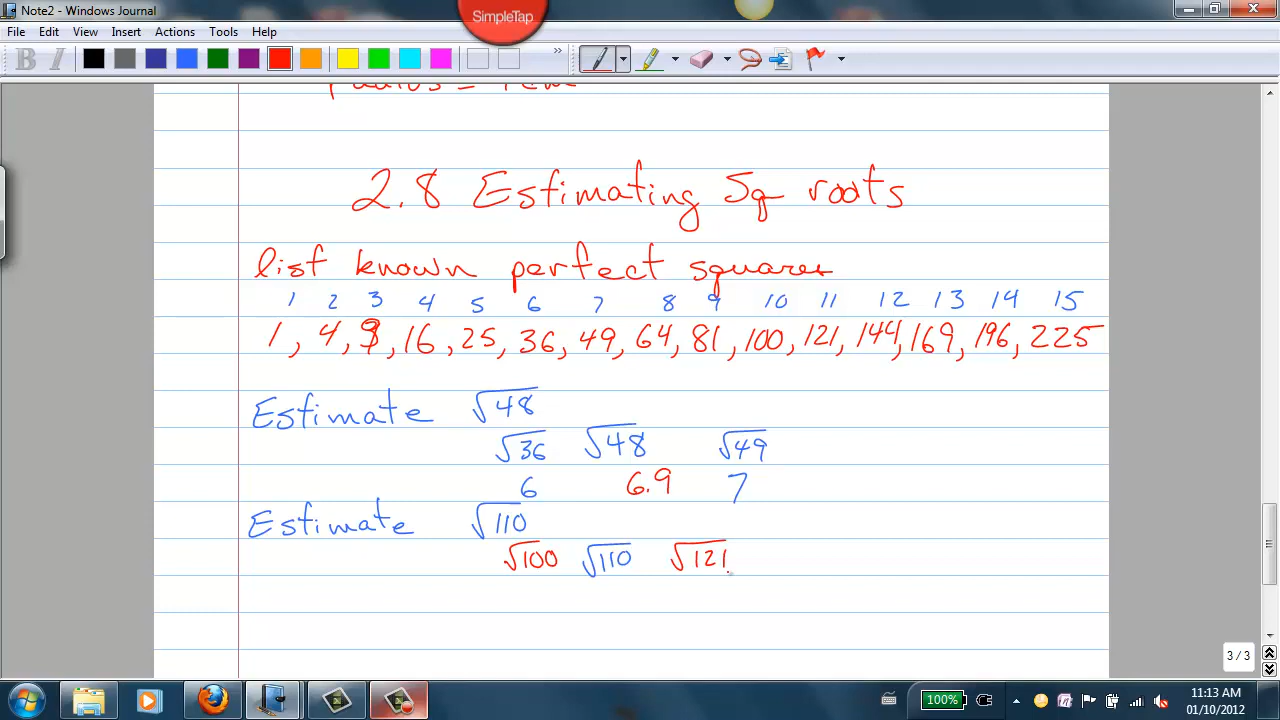 Note2 - Windows Journal
SimpleTap
File Edit View Insert Actions Tools Help
B I
radius =
2.8 Estimating Sq roots
list known perfect squares
1 2 3 4 5 6 7 8 9 10 11 12 13 14 15
1, 4, 9, 16, 25, 36, 49, 64, 81, 100, 121, 144, 169, 196, 225
Estimate √48
√36 √48 √49
6 6.9 7
Estimate √110
√100 √110 √121
3 / 3
100%
11:13 AM
01/10/2012